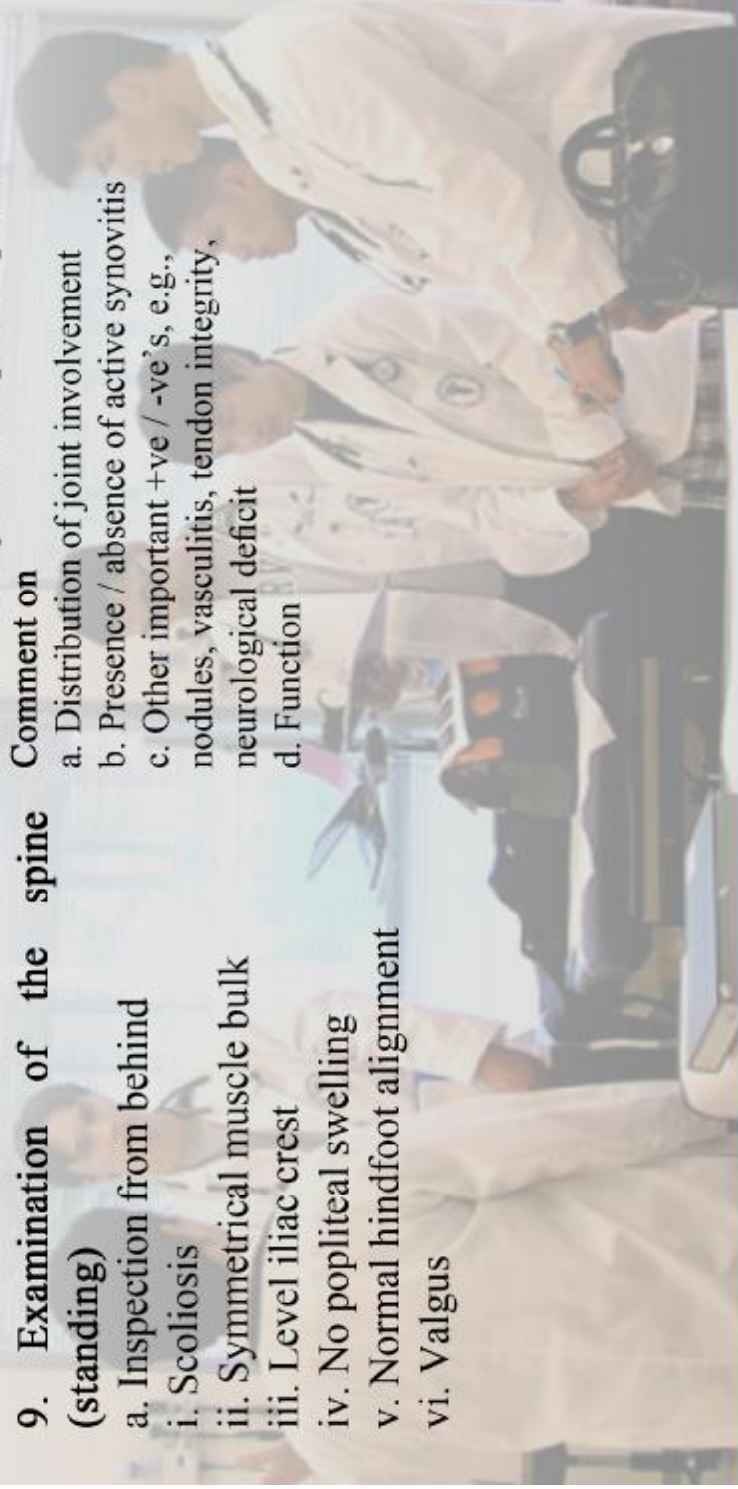 9. Examination of the spine
(standing)
a. Inspection from behind
i. Scoliosis
ii. Symmetrical muscle bulk
iii. Level iliac crest
iv. No popliteal swelling
v. Normal hindfoot alignment
vi. Valgus
Comment on
a. Distribution of joint involvement
b. Presence / absence of active synovitis
c. Other important +ve / -ve's, e.g.,
nodules, vasculitis, tendon integrity,
neurological deficit
d. Function